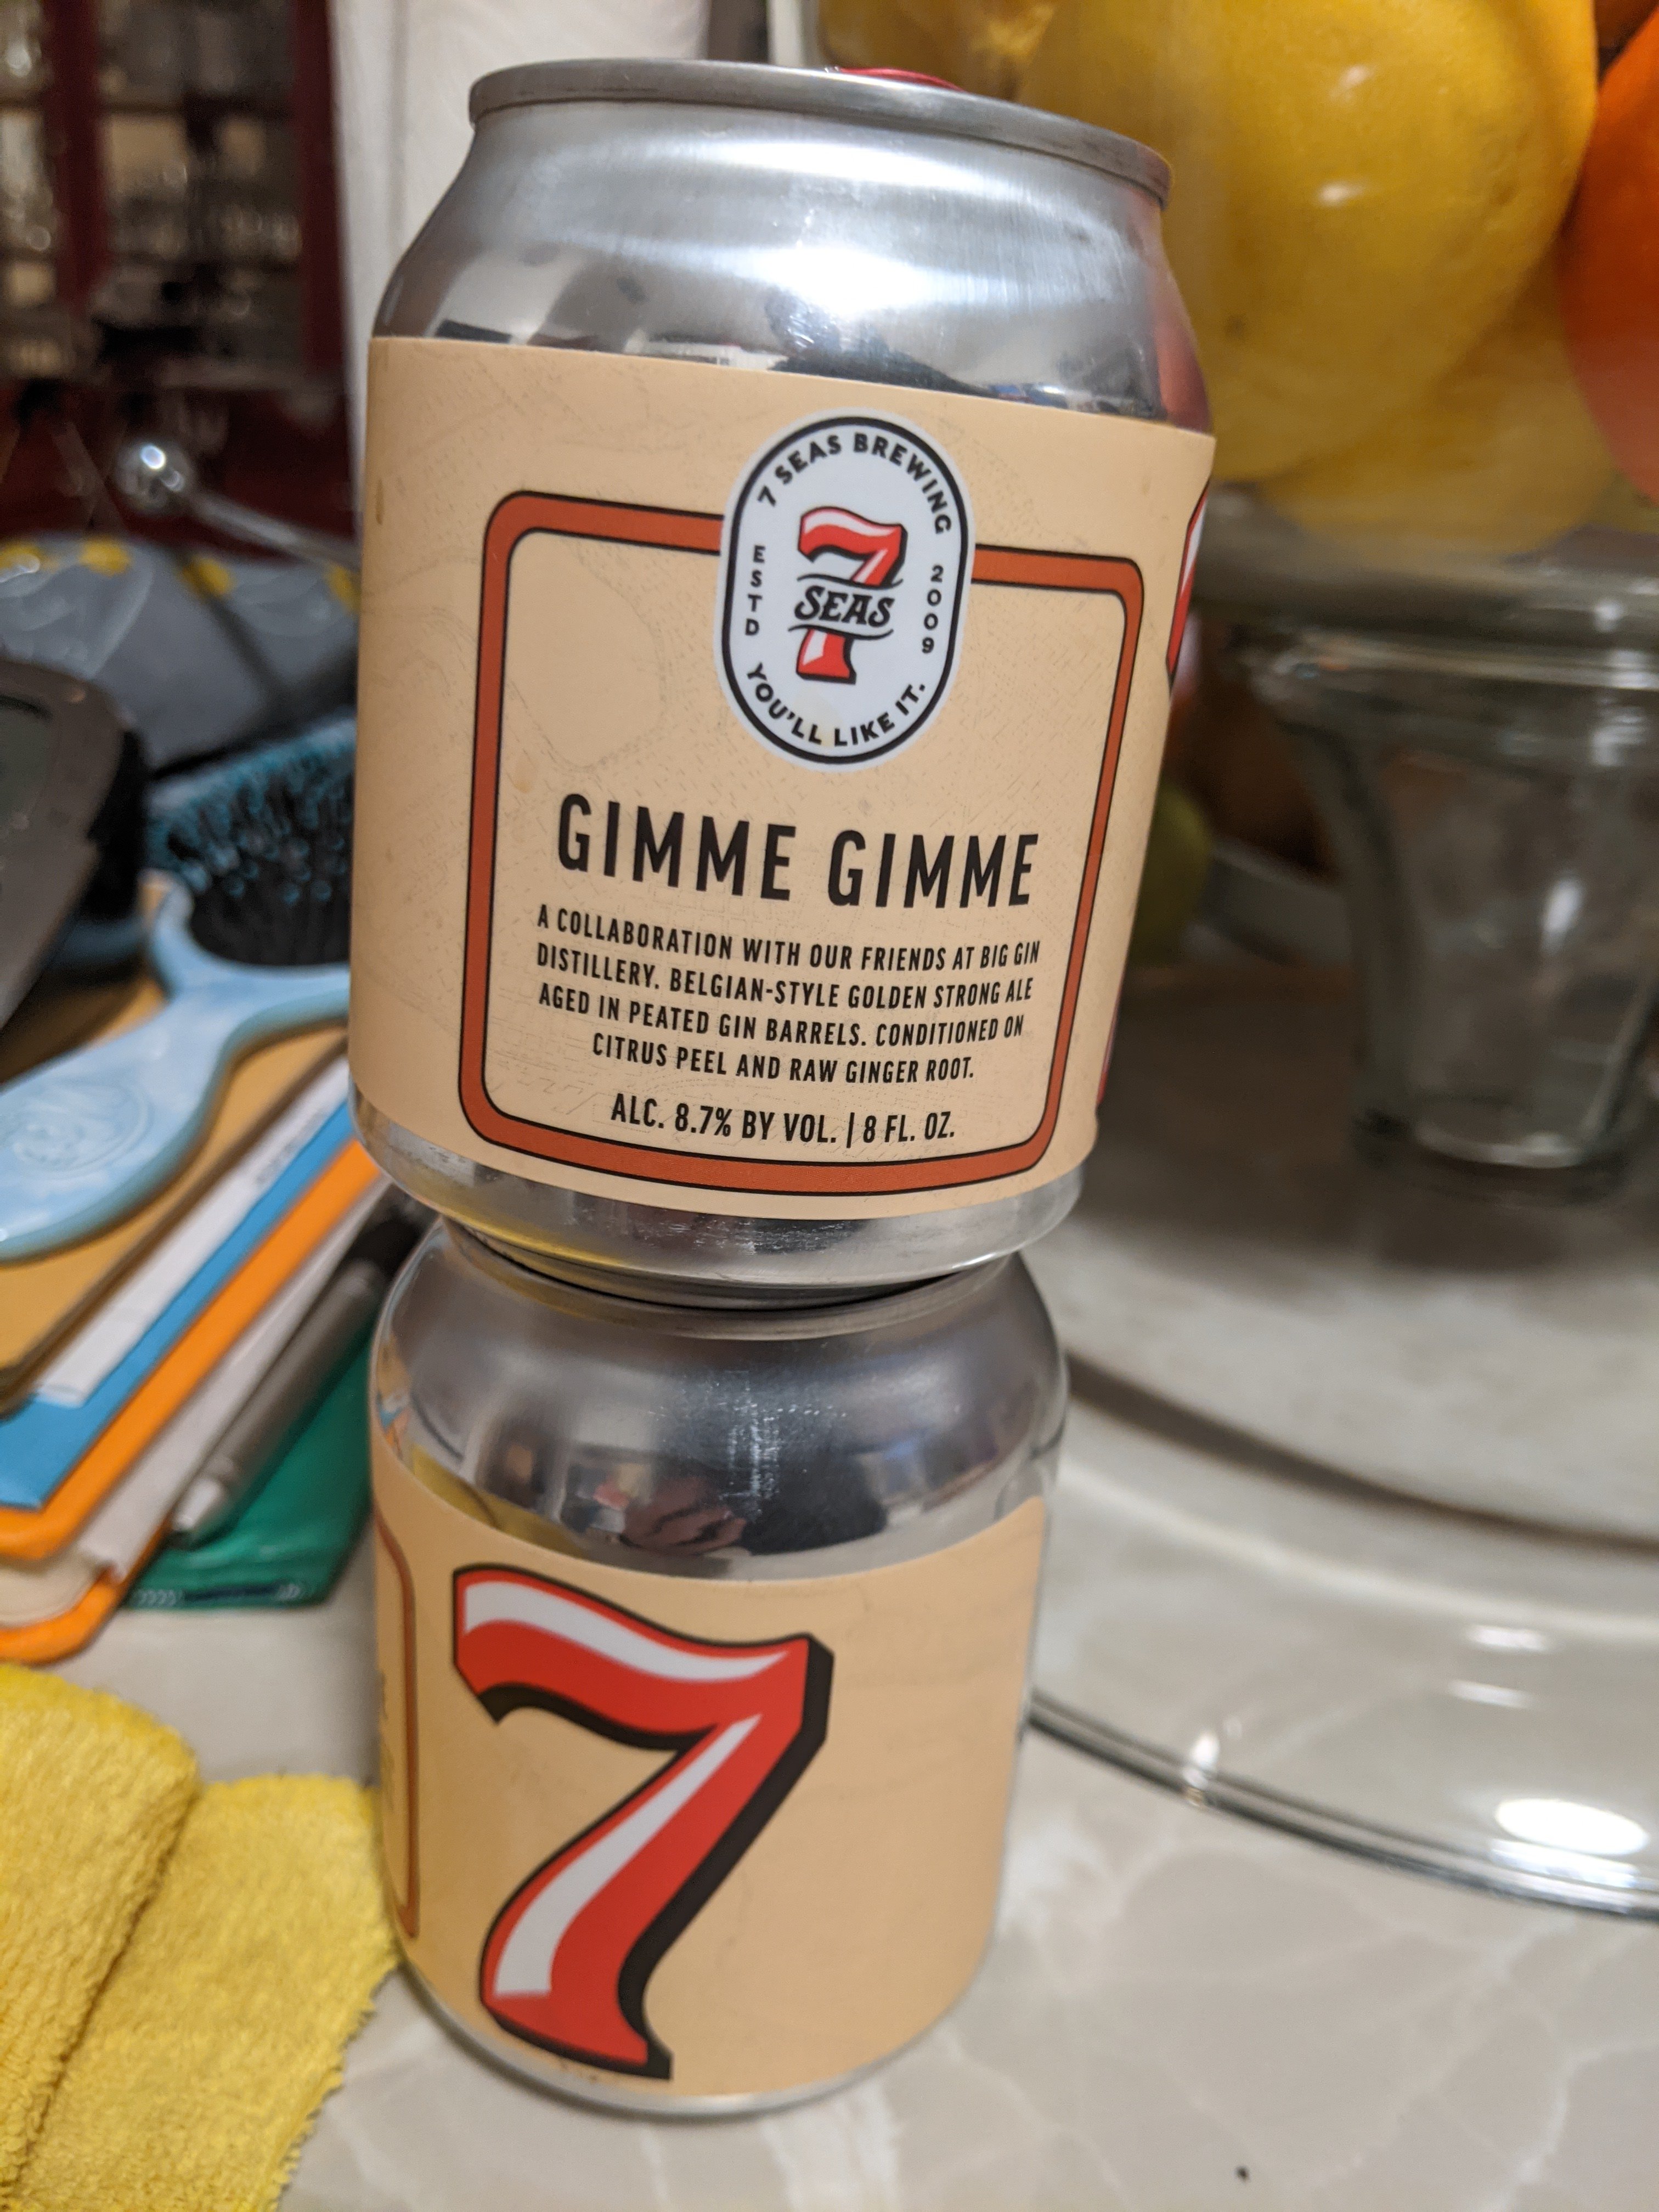 7 SEAS BREWING
ESTD
2009
7
SEAS
YOU'LL LIKE IT.
GIMME GIMME
A COLLABORATION WITH OUR FRIENDS AT BIG GIN
DISTILLERY. BELGIAN-STYLE GOLDEN STRONG ALE
AGED IN PEATED GIN BARRELS. CONDITIONED ON
CITRUS PEEL AND RAW GINGER ROOT.
ALC. 8.7% BY VOL. | 8 FL. OZ.
7